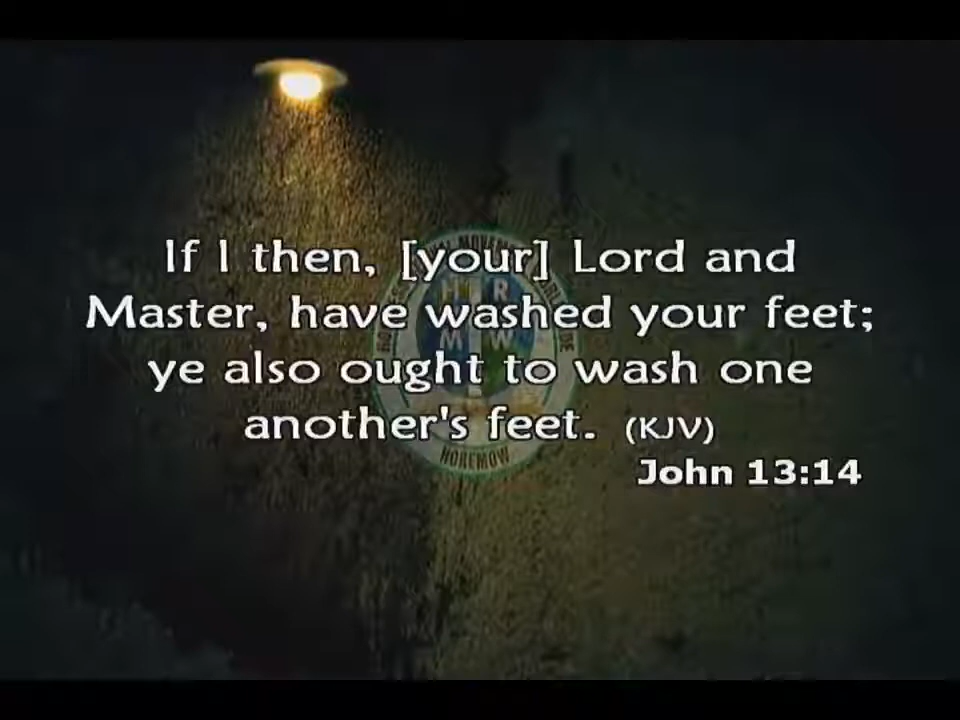 If I then, [your] Lord and
Master, have washed your feet;
ye also ought to wash one
another's feet. (KJV)
John 13:14
H R
M W
HOREMOW